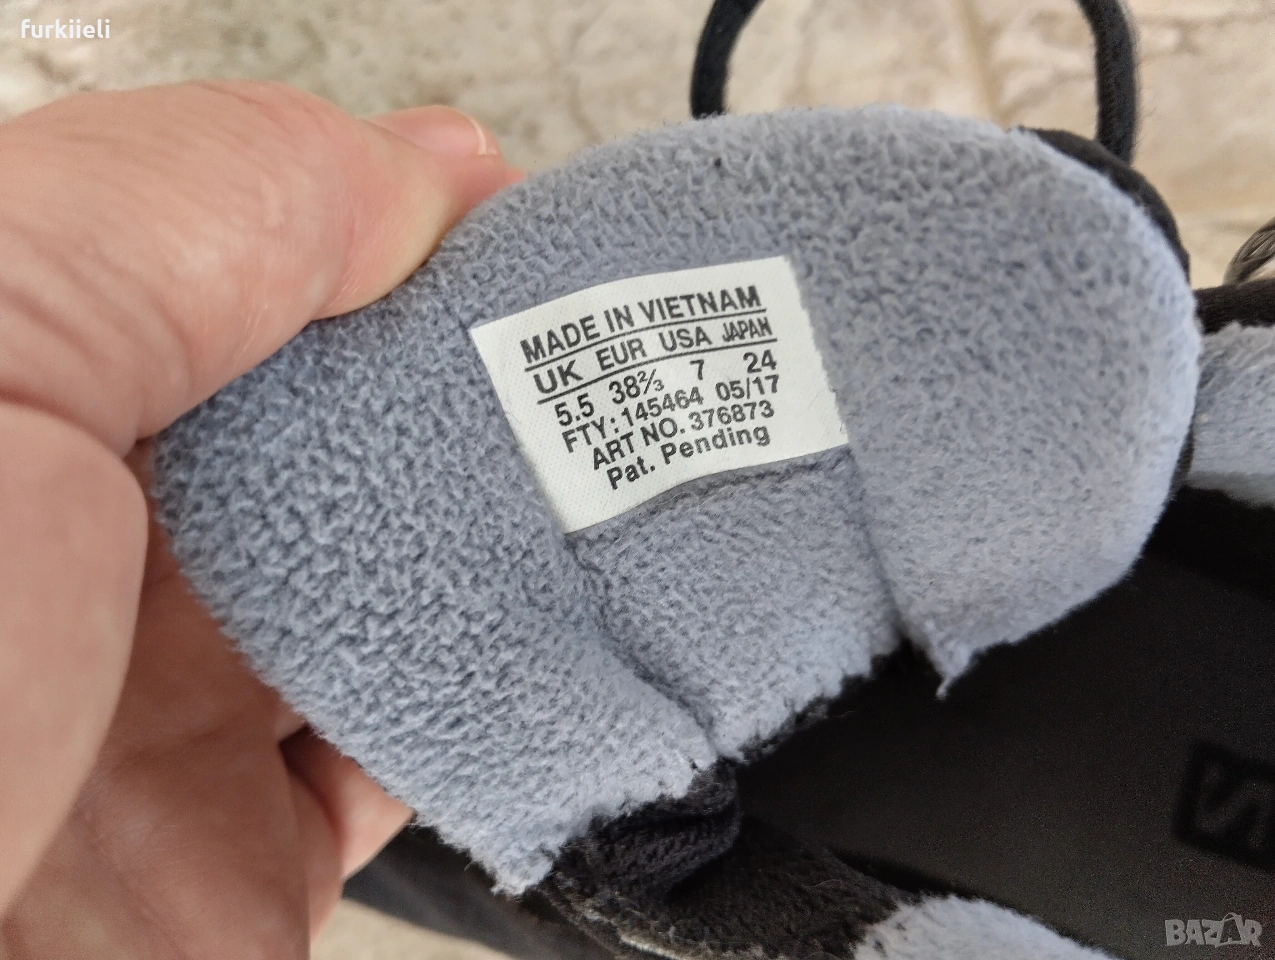 furkiieli
MADE IN VIETNAM
UK EUR USA JAPAN
5.5 38⅔ 7 24
FTY: 145464 05/17
ART NO. 376873
Pat. Pending
BAZAR